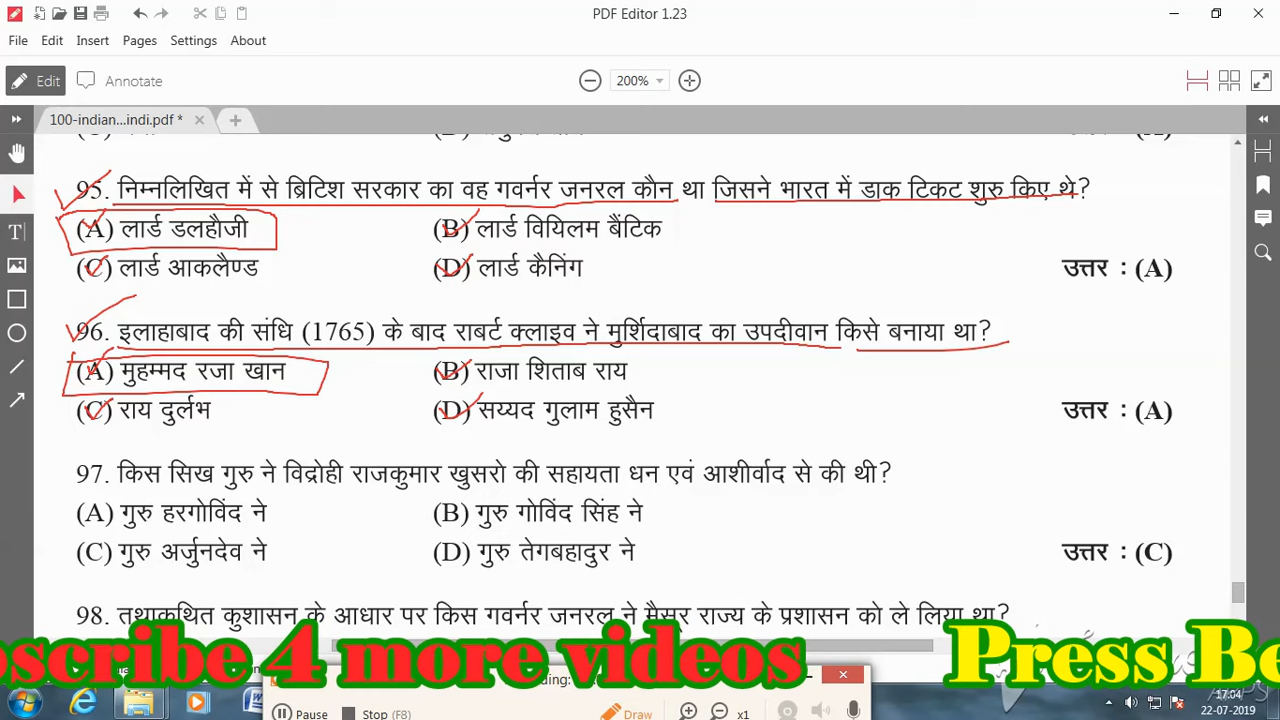 PDF Editor 1.23
File Edit Insert Pages Settings About
Edit Annotate 200%
100-indian...indi.pdf *
95. निम्नलिखित में से ब्रिटिश सरकार का वह गवर्नर जनरल कौन था जिसने भारत में डाक टिकट शुरु किए थे?
(A) लार्ड डलहौजी (B) लार्ड वियिलम बैंटिक
(C) लार्ड आकलैण्ड (D) लार्ड कैनिंग उत्तर : (A)
96. इलाहाबाद की संधि (1765) के बाद राबर्ट क्लाइव ने मुर्शिदाबाद का उपदीवान किसे बनाया था?
(A) मुहम्मद रजा खान (B) राजा शिताब राय
(C) राय दुर्लभ (D) सय्यद गुलाम हुसैन उत्तर : (A)
97. किस सिख गुरु ने विद्रोही राजकुमार खुसरो की सहायता धन एवं आशीर्वाद से की थी?
(A) गुरु हरगोविंद ने (B) गुरु गोविंद सिंह ने
(C) गुरु अर्जुनदेव ने (D) गुरु तेगबहादुर ने उत्तर : (C)
98. तथाकथित कुशासन के आधार पर किस गवर्नर जनरल ने मैसूर राज्य के प्रशासन को ले लिया था?
scribe 4 more videos Press Be
Pause Stop (F8) Draw x1
17:04
22-07-2019